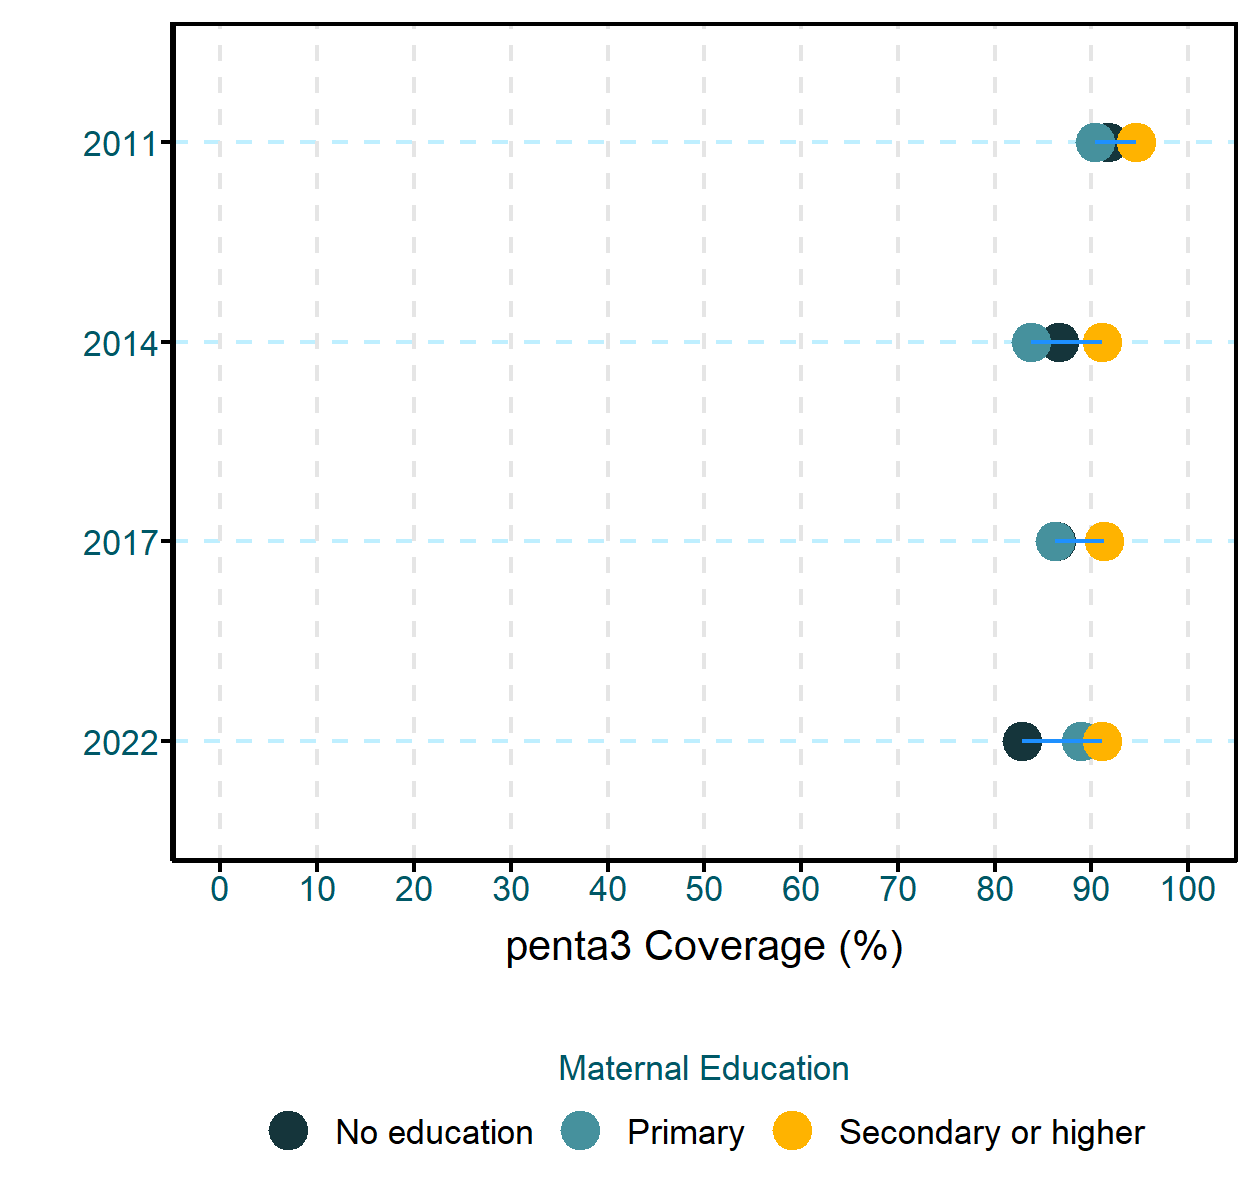 2011
2014
2017
2022
0 10 20 30 40 50 60 70 80 90 100
penta3 Coverage (%)
Maternal Education
No education Primary Secondary or higher